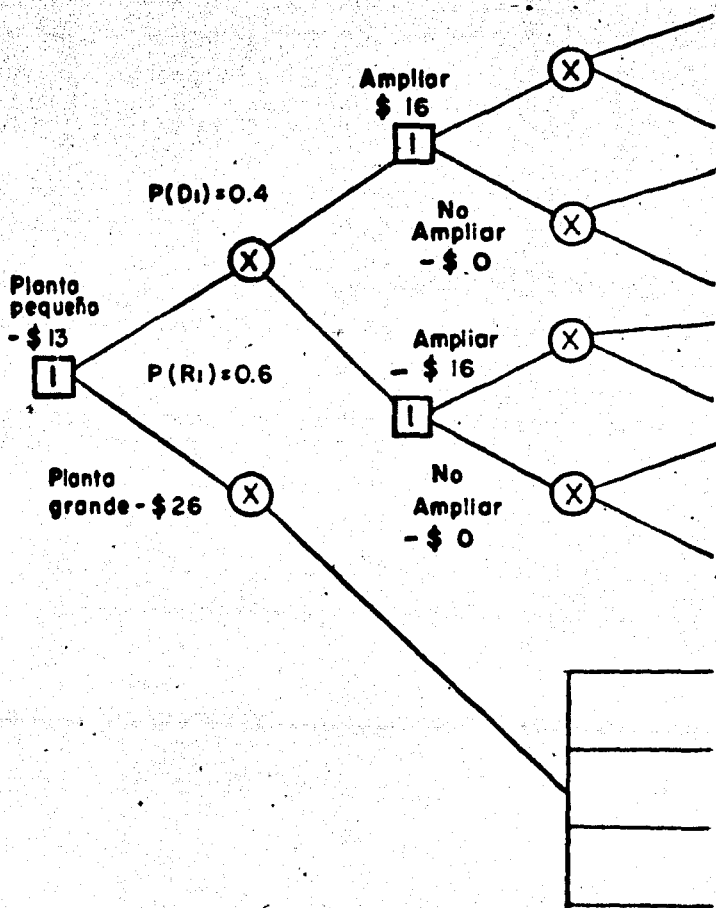 X
Ampliar
$ 16
I
P(D1)=0.4
No
Ampliar
- $ 0
X
X
Planta
pequeña
- $ 13
I
P(R1)=0.6
Ampliar
- $ 16
X
I
Planta
grande - $ 26
X
No
Ampliar
- $ 0
X